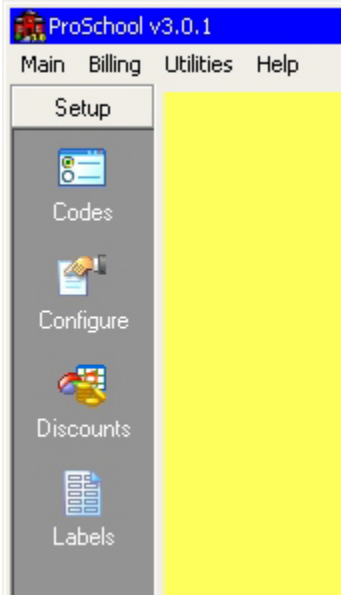 ProSchool v3.0.1
Main Billing Utilities Help
Setup
Codes
Configure
Discounts
Labels